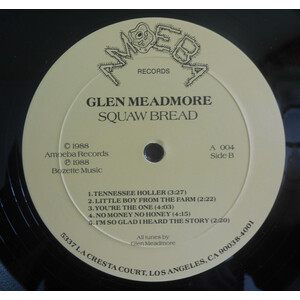 AMOEBA
RECORDS
GLEN MEADMORE
SQUAW BREAD
© 1988
Amoeba Records
℗ 1988
Bozette Music
A 004
Side B
1. TENNESSEE HOLLER (3:27)
2. LITTLE BOY FROM THE FARM (2:22)
3. YOU'RE THE ONE (4:03)
4. NO MONEY NO HONEY (4:15)
5. I'M SO GLAD I HEARD THE STORY (2:20)
All tunes by:
Glen Meadmore
5337 LA CRESTA COURT, LOS ANGELES, CA 90038-4001